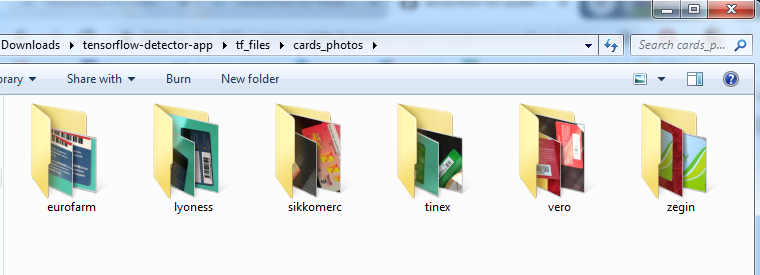 Downloads ▸ tensorflow-detector-app ▸ tf_files ▸ cards_photos ▸ Search cards_p...
brary ▾ Share with ▾ Burn New folder
eurofarm lyoness sikkomerc tinex vero zegin